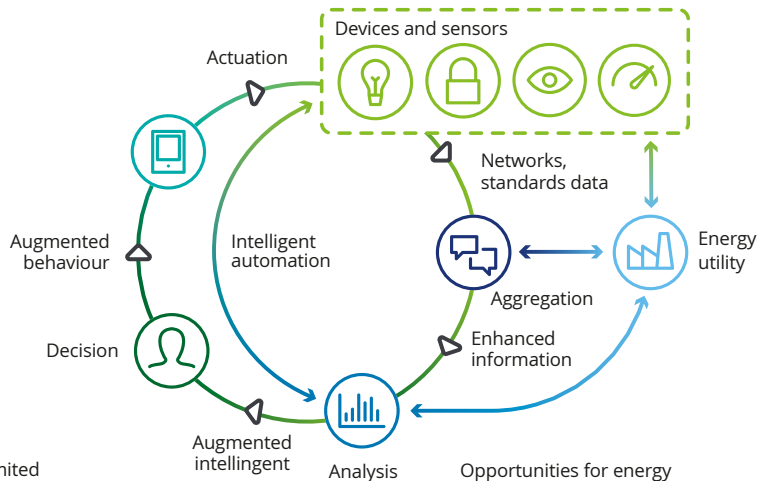 Devices and sensors
Actuation
Networks,
standards data
Augmented
behaviour
Intelligent
automation
Energy
utility
Aggregation
Decision
Enhanced
information
Augmented
intellingent
Analysis
mited
Opportunities for energy